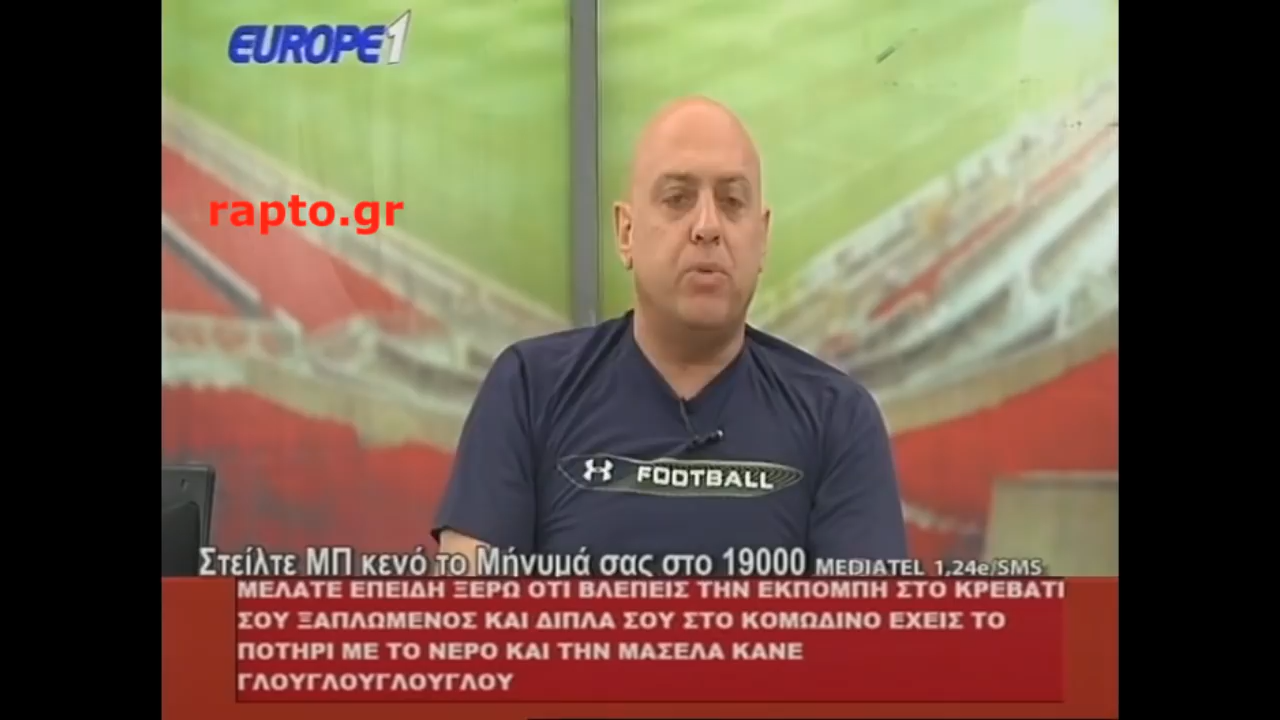 EUROPE1
rapto.gr
FOOTBALL
Στείλτε ΜΠ κενό το Μήνυμά σας στο 19000 MEDIATEL 1,24e/SMS
ΜΕΛΑΤΕ ΕΠΕΙΔΗ ΞΕΡΩ ΟΤΙ ΒΛΕΠΕΙΣ ΤΗΝ ΕΚΠΟΜΠΗ ΣΤΟ ΚΡΕΒΑΤΙ
ΣΟΥ ΞΑΠΛΩΜΕΝΟΣ ΚΑΙ ΔΙΠΛΑ ΣΟΥ ΣΤΟ ΚΟΜΩΔΙΝΟ ΕΧΕΙΣ ΤΟ
ΠΟΤΗΡΙ ΜΕ ΤΟ ΝΕΡΟ ΚΑΙ ΤΗΝ ΜΑΣΕΛΑ ΚΑΝΕ
ΓΛΟΥΓΛΟΥΓΛΟΥΓΛΟΥ